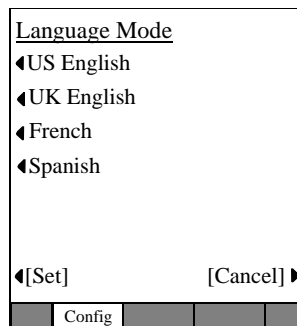 Language Mode
US English
UK English
French
Spanish
[Set] [Cancel]
Config